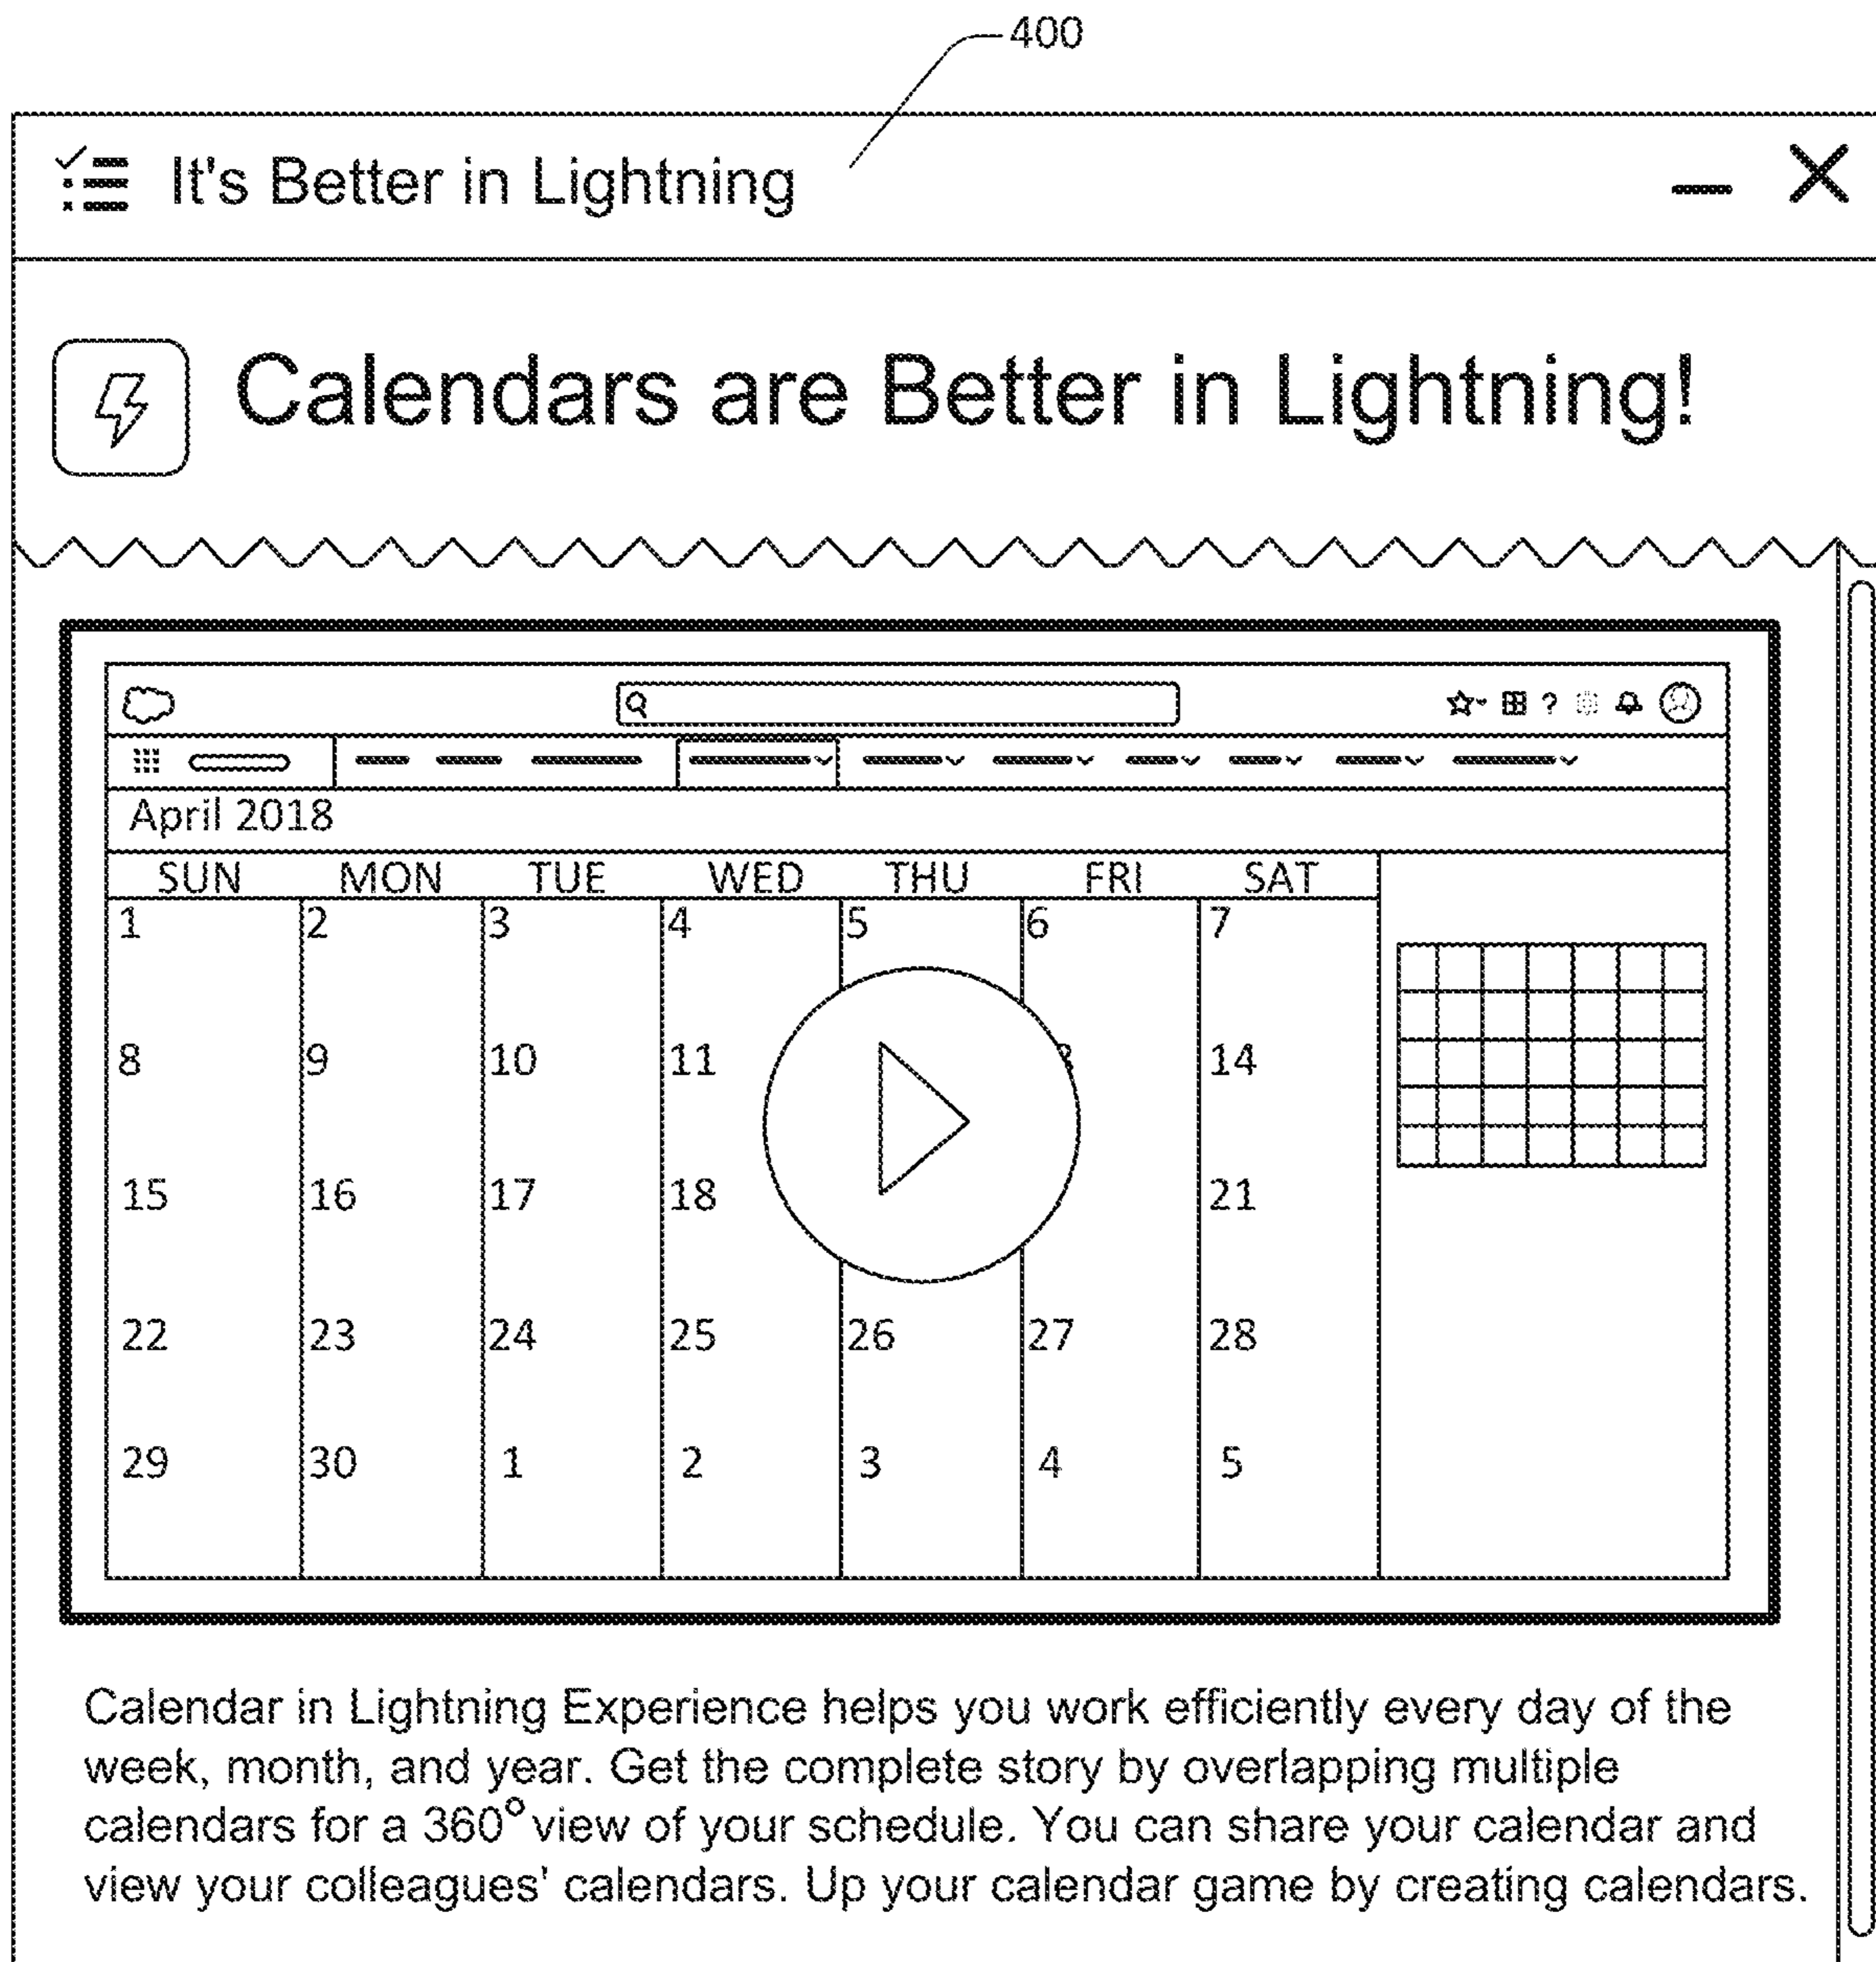 400
It's Better in Lightning
Calendars are Better in Lightning!
?
April 2018
SUN MON TUE WED THU FRI SAT
1 2 3 4 5 6 7
8 9 10 11 14
15 16 17 18 21
22 23 24 25 26 27 28
29 30 1 2 3 4 5
Calendar in Lightning Experience helps you work efficiently every day of the
week, month, and year. Get the complete story by overlapping multiple
calendars for a 360° view of your schedule. You can share your calendar and
view your colleagues' calendars. Up your calendar game by creating calendars.